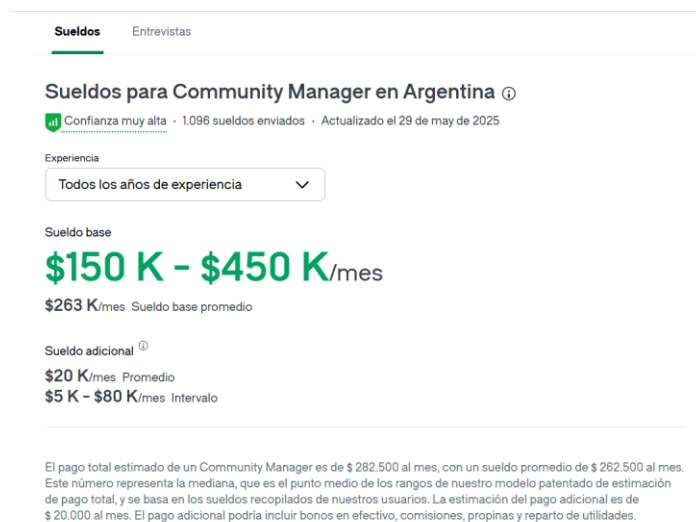 Sueldos Entrevistas
Sueldos para Community Manager en Argentina
Confianza muy alta · 1.096 sueldos enviados · Actualizado el 29 de may de 2025
Experiencia
Todos los años de experiencia
Sueldo base
$150 K - $450 K/mes
$263 K/mes Sueldo base promedio
Sueldo adicional
$20 K/mes Promedio
$5 K - $80 K/mes Intervalo
El pago total estimado de un Community Manager es de $ 282.500 al mes, con un sueldo promedio de $ 262.500 al mes.
Este número representa la mediana, que es el punto medio de los rangos de nuestro modelo patentado de estimación
de pago total, y se basa en los sueldos recopilados de nuestros usuarios. La estimación del pago adicional es de
$ 20.000 al mes. El pago adicional podría incluir bonos en efectivo, comisiones, propinas y reparto de utilidades.